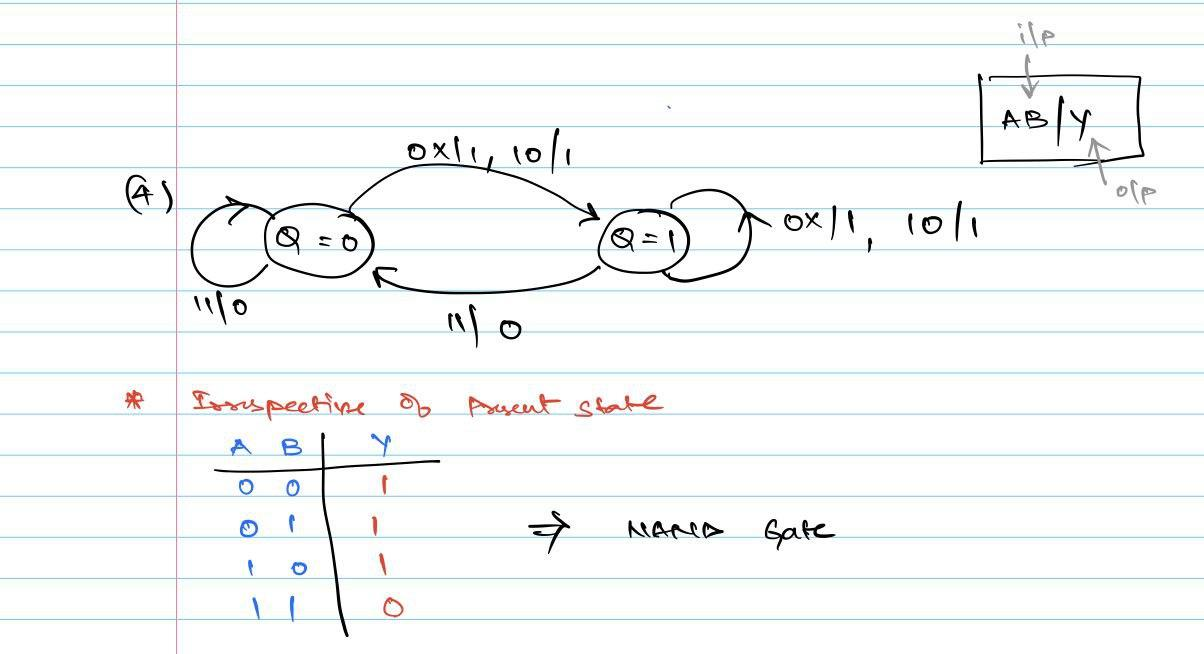 i/p
AB/Y
o/p
(4)
0x/1, 10/1
Q = 0
Q = 1
0x/1, 10/1
11/0
11/0
* Irrespective of Present state
A B Y
0 0 1
0 1 1
1 0 1
1 1 0
⇒ NAND Gate